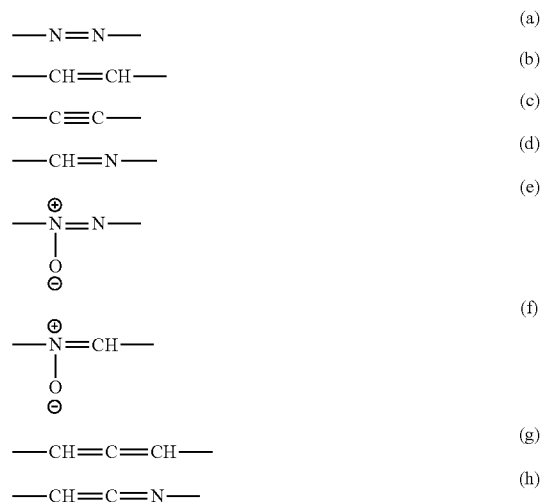 (a)
—N=N—
(b)
—CH=CH—
(c)
—C≡C—
(d)
—CH=N—
(e)
⊕
—N=N—
|
O
⊖
(f)
⊕
—N=CH—
|
O
⊖
(g)
—CH=C=CH—
(h)
—CH=C=N—